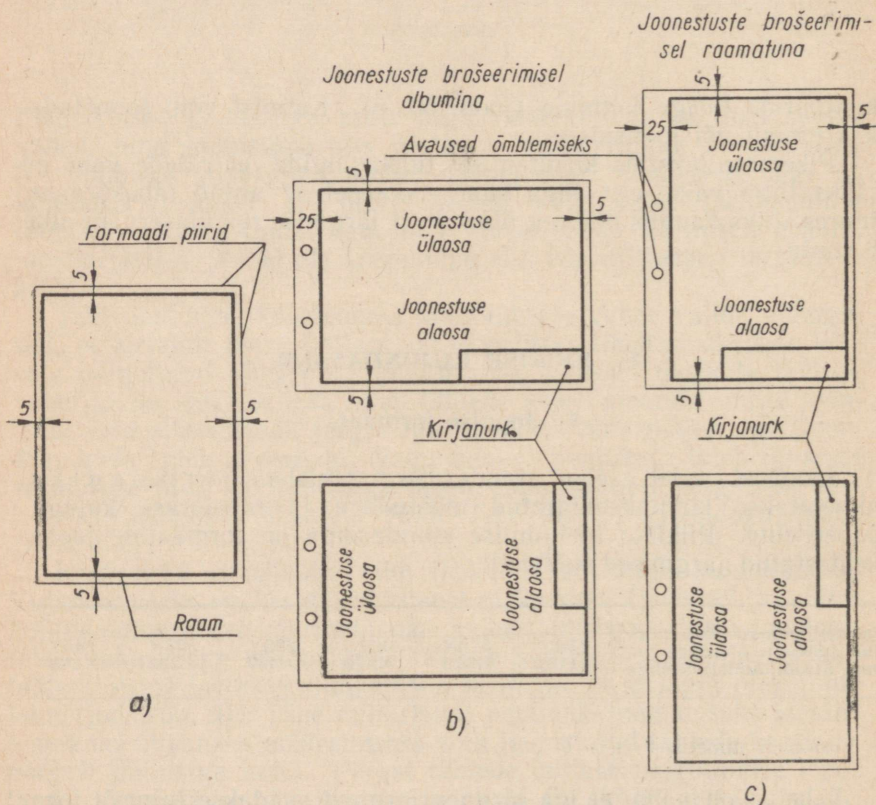 Joonestuste brošeerimi-
sel raamatuna
Joonestuste brošeerimisel
albumina
Avaused õmblemiseks
Formaadi piirid
5
5
5
5
Raam
a)
5
25
5
Joonestuse
ülaosa
Joonestuse
alaosa
5
Kirjanurk
Joonestuse
ülaosa
Joonestuse
alaosa
b)
5
25
5
Joonestuse
ülaosa
Joonestuse
alaosa
5
Kirjanurk
Joonestuse
ülaosa
Joonestuse
alaosa
c)